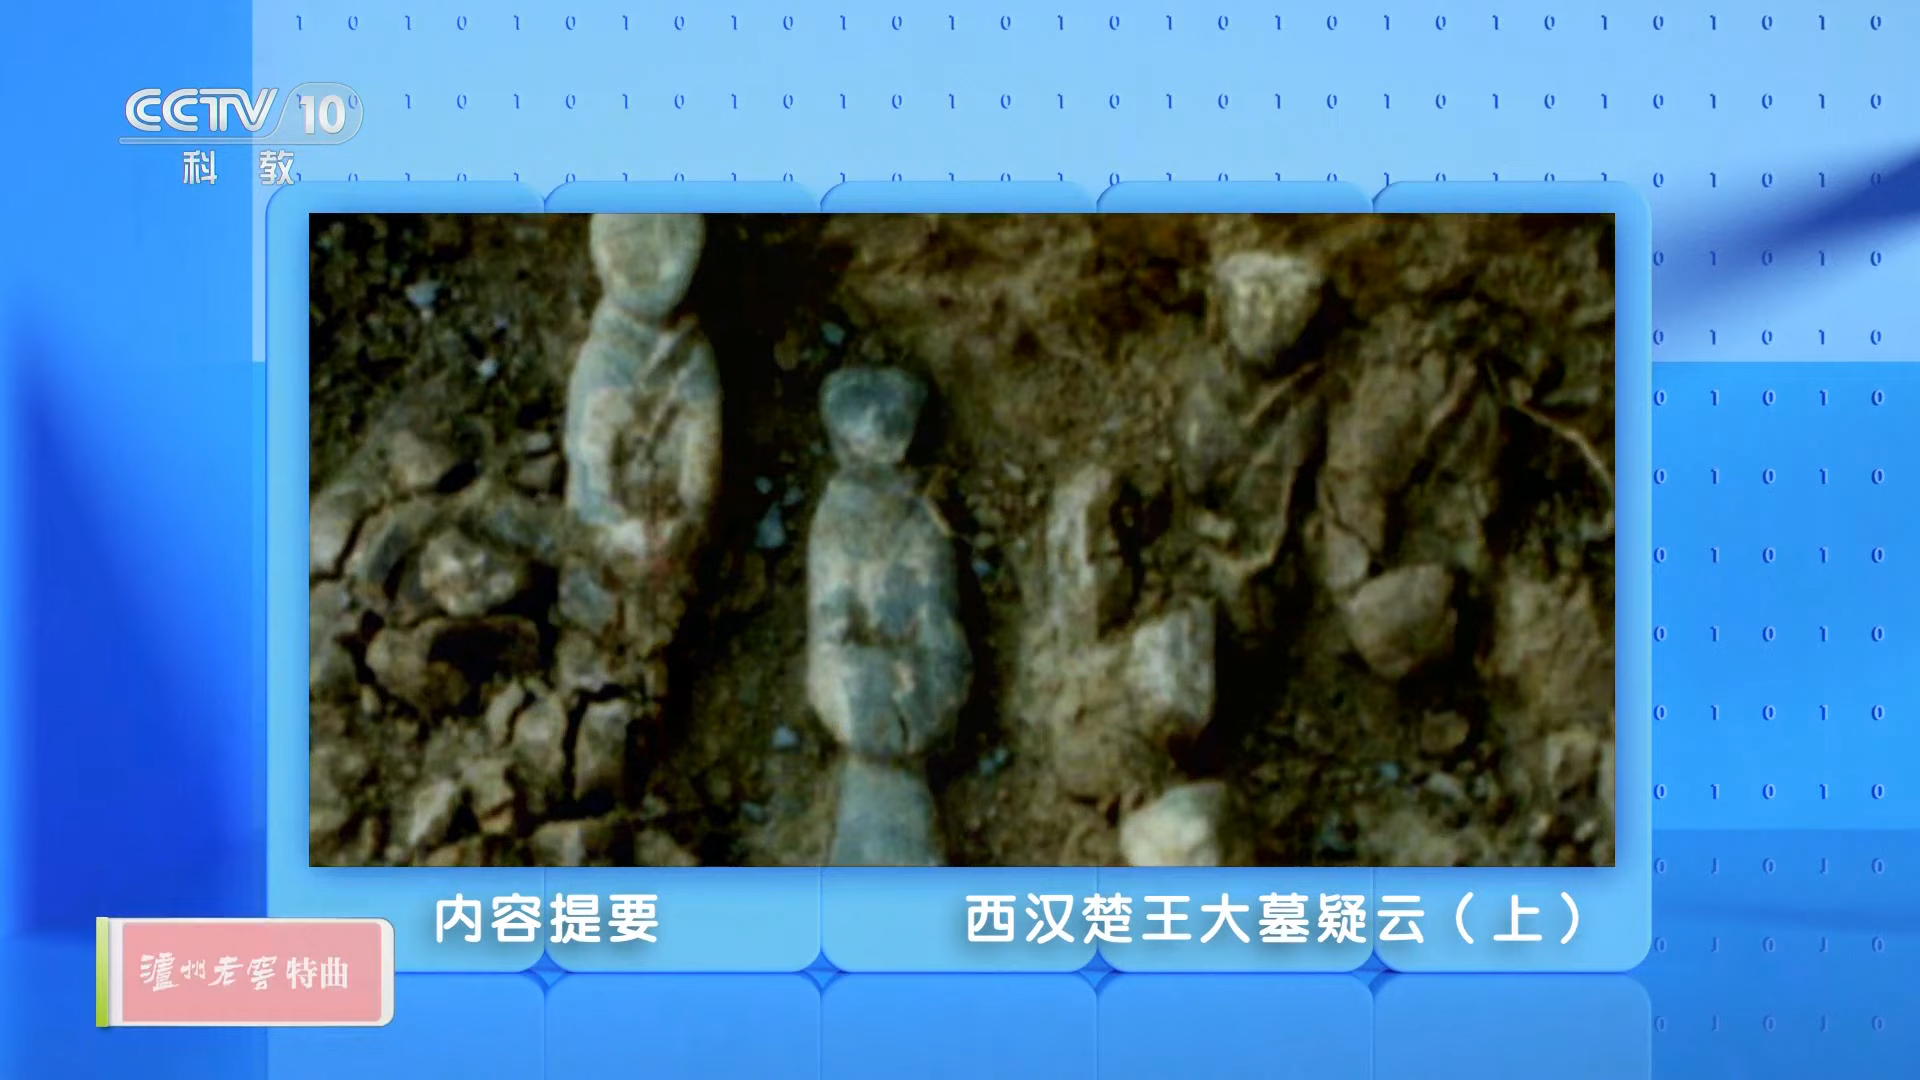 CCTV 10
科 教
内容提要
西汉楚王大墓疑云（上）
泸州老窖特曲